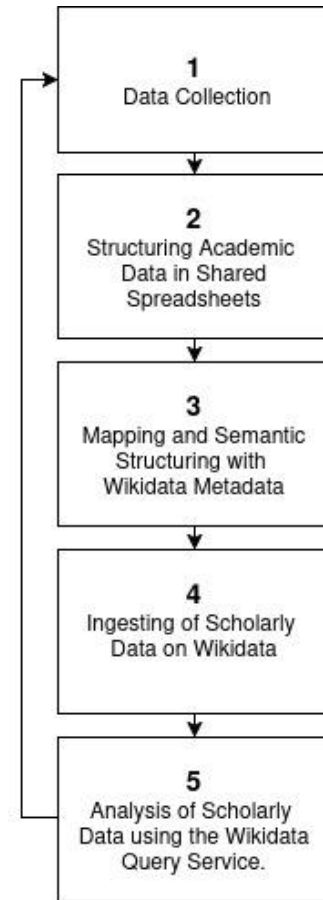 1
Data Collection
2
Structuring Academic
Data in Shared
Spreadsheets
3
Mapping and Semantic
Structuring with
Wikidata Metadata
4
Ingesting of Scholarly
Data on Wikidata
5
Analysis of Scholarly
Data using the Wikidata
Query Service.